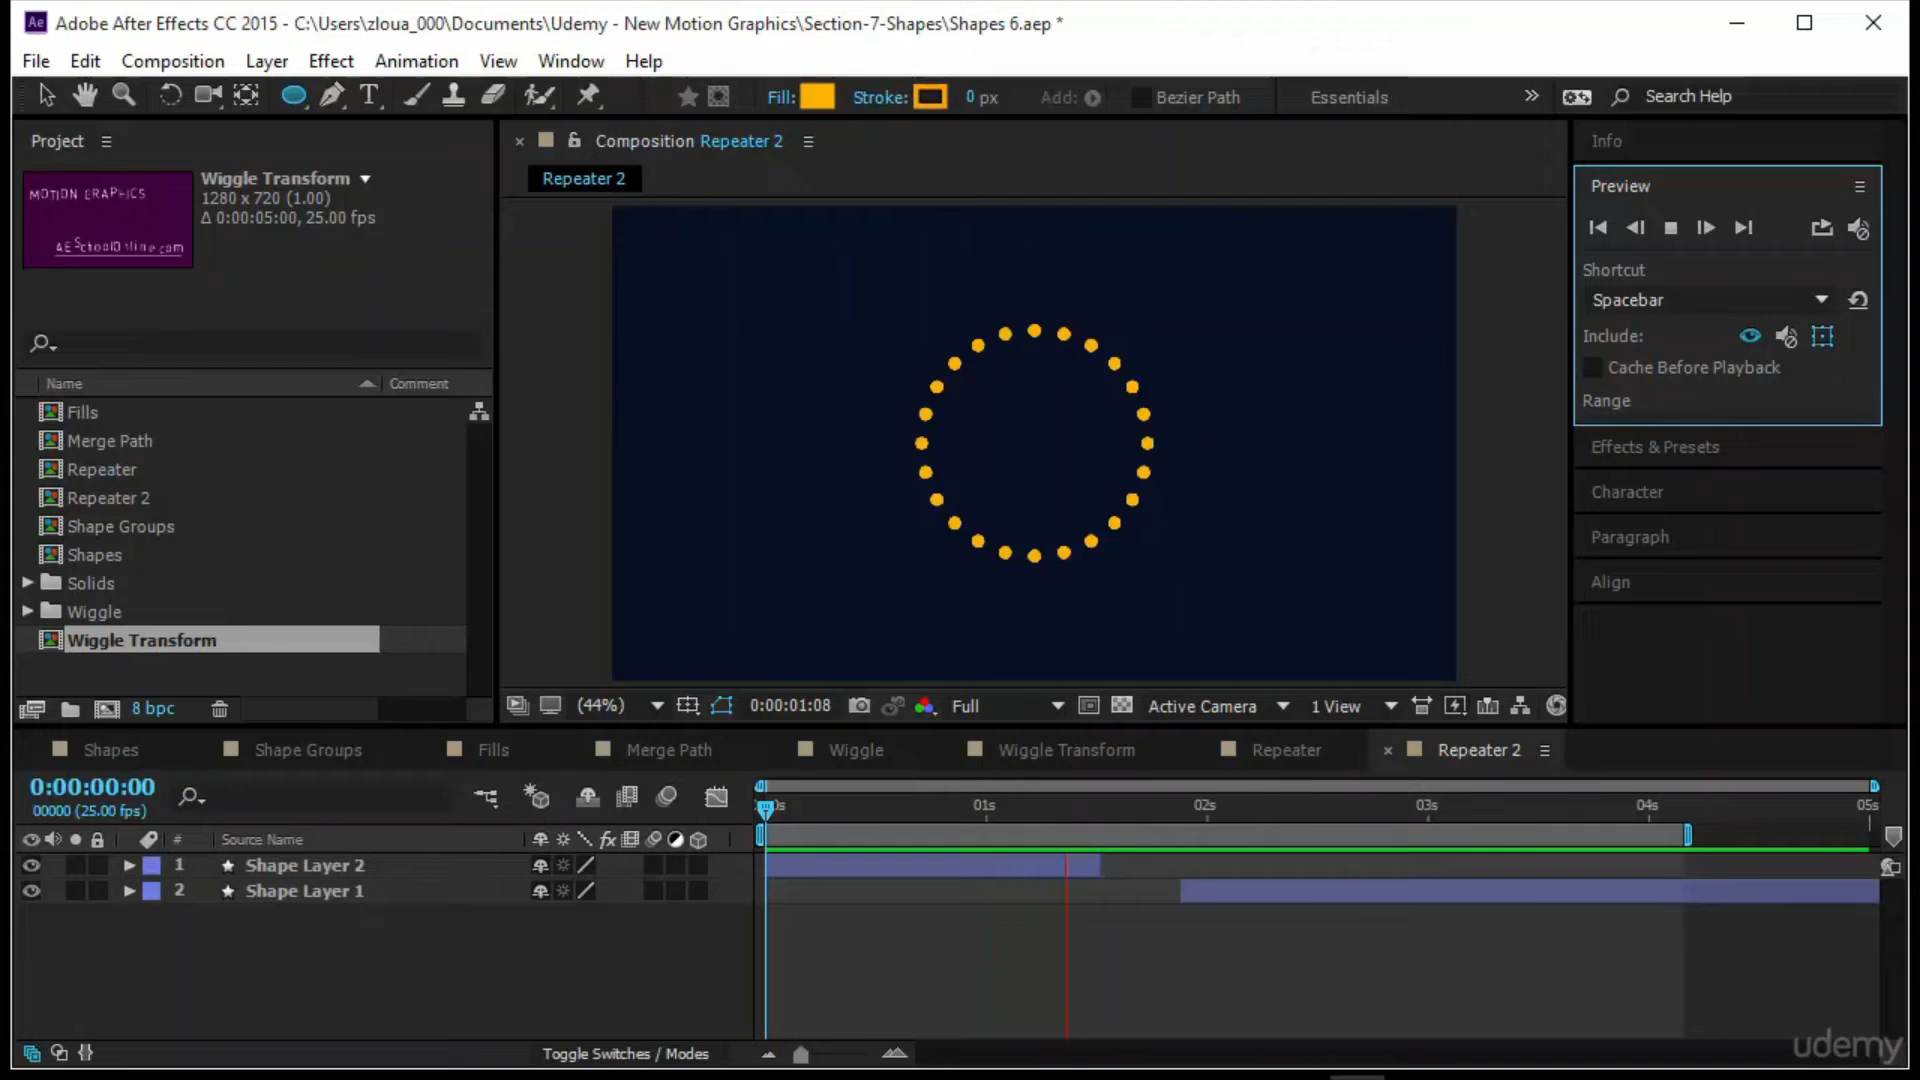 Adobe After Effects CC 2015 - C:\Users\zloua_000\Documents\Udemy - New Motion Graphics\Section-7-Shapes\Shapes 6.aep *
File Edit Composition Layer Effect Animation View Window Help
Fill: Stroke: 0 px Add: Bezier Path Essentials » Search Help
Project
Wiggle Transform
1280 x 720 (1.00)
Δ 0:00:05:00, 25.00 fps
MOTION GRAPHICS
AESchoolOnline.com
Name Comment
Fills
Merge Path
Repeater
Repeater 2
Shape Groups
Shapes
Solids
Wiggle
Wiggle Transform
8 bpc
Composition Repeater 2
Repeater 2
(44%) 0:00:01:08 Full Active Camera 1 View
Info
Preview
Shortcut
Spacebar
Include:
Cache Before Playback
Range
Effects & Presets
Character
Paragraph
Align
Shapes Shape Groups Fills Merge Path Wiggle Wiggle Transform Repeater Repeater 2
0:00:00:00
00000 (25.00 fps)
0s 01s 02s 03s 04s 05s
# Source Name fx
1 Shape Layer 2
2 Shape Layer 1
Toggle Switches / Modes
udemy